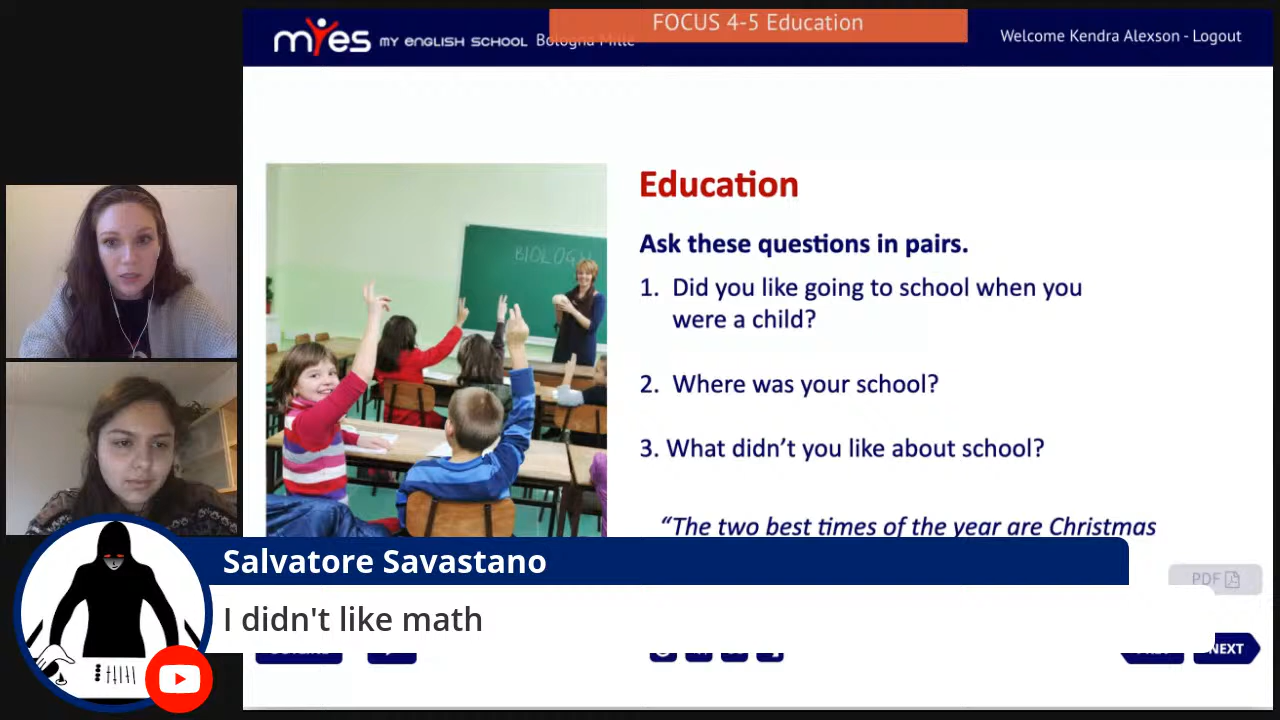 FOCUS 4-5 Education
myes MY ENGLISH SCHOOL Bologna Mille
Welcome Kendra Alexson - Logout
BIOLOGY
Education
Ask these questions in pairs.
1. Did you like going to school when you
were a child?
2. Where was your school?
3. What didn't you like about school?
“The two best times of the year are Christmas
PDF
Salvatore Savastano
I didn't like math
NEXT